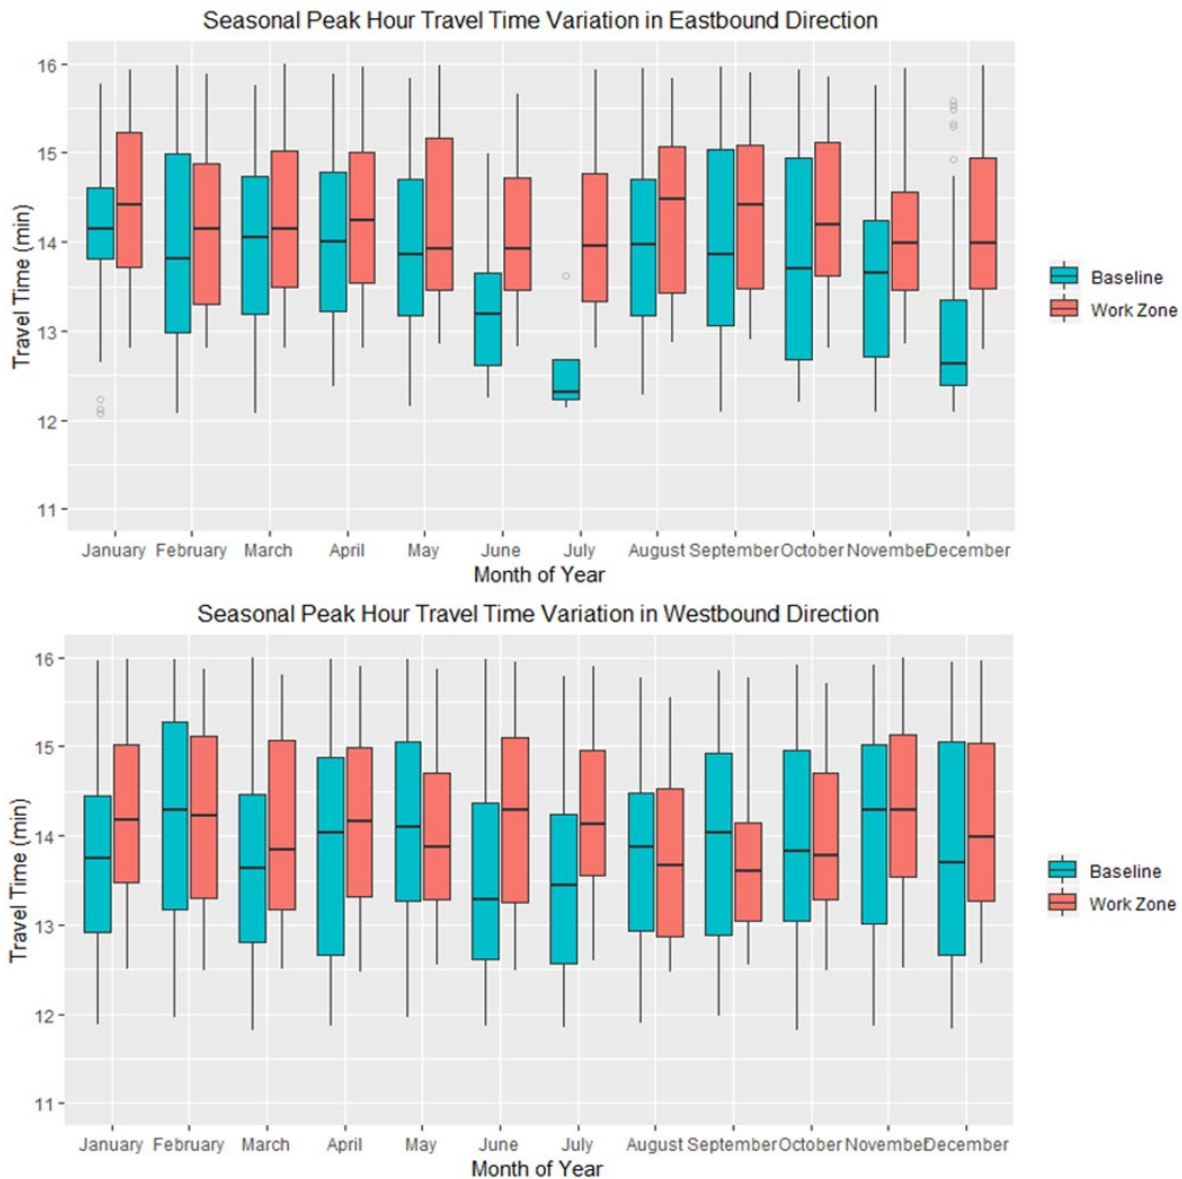 Seasonal Peak Hour Travel Time Variation in Eastbound Direction
16
15
14
13
12
11
Travel Time (min)
January February March April May June July August September October November December
Month of Year
Baseline
Work Zone
Seasonal Peak Hour Travel Time Variation in Westbound Direction
16
15
14
13
12
11
Travel Time (min)
January February March April May June July August September October November December
Month of Year
Baseline
Work Zone